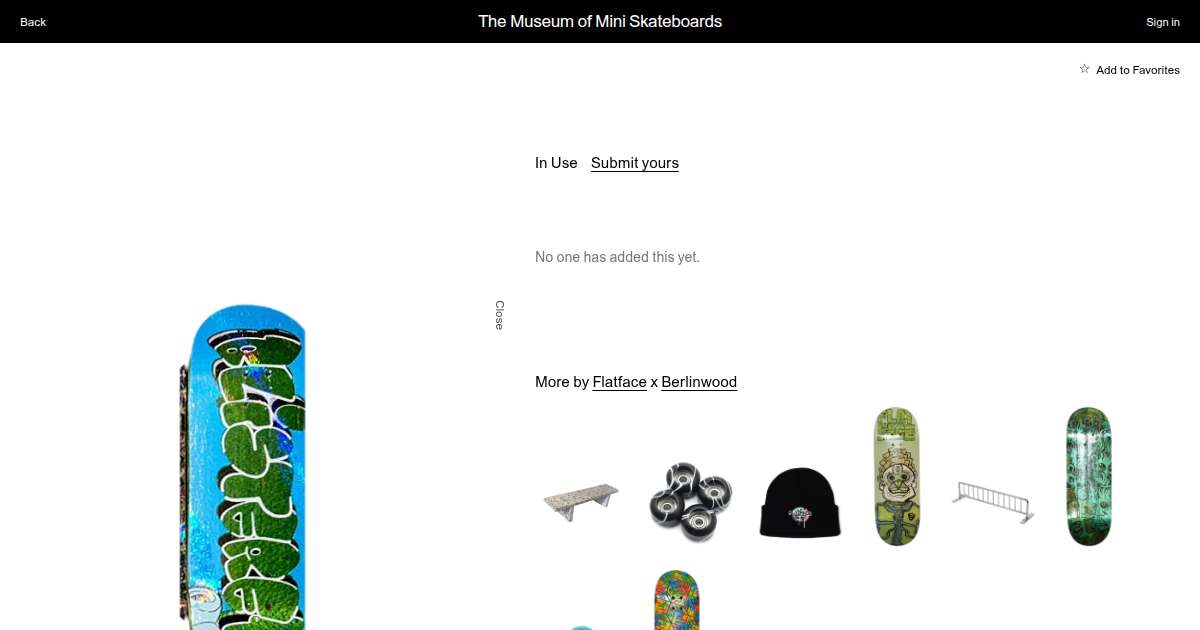 Back
The Museum of Mini Skateboards
Sign in
☆ Add to Favorites
In Use Submit yours
No one has added this yet.
Close
More by Flatface x Berlinwood